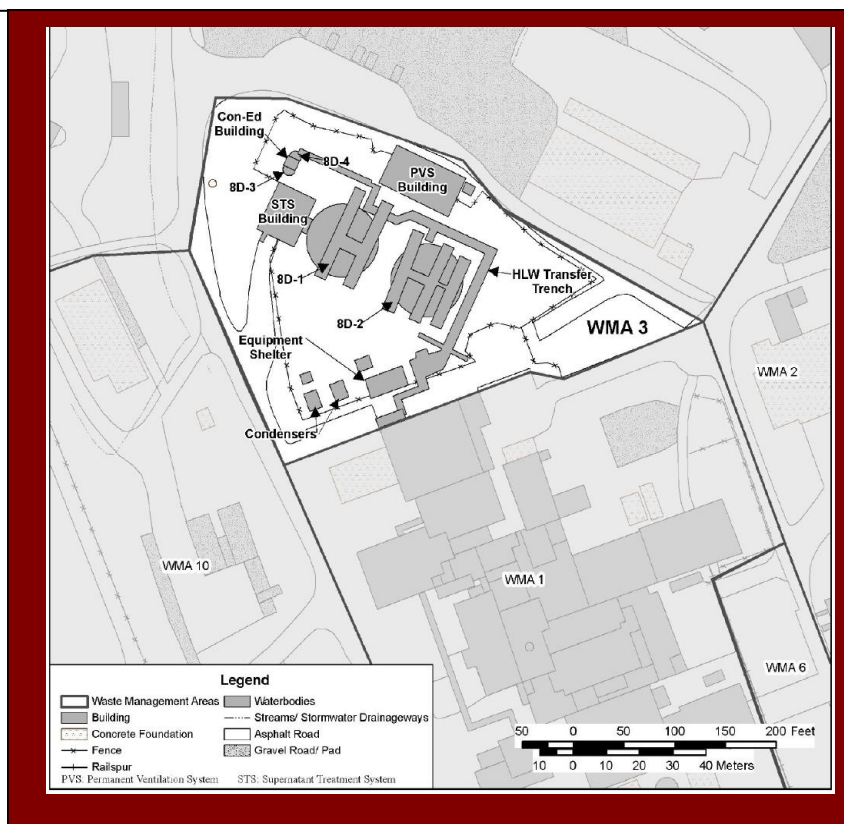 Con-Ed
Building
8D-4
8D-3
PVS
Building
STS
Building
8D-1
HLW Transfer
Trench
8D-2
WMA 3
Equipment
Shelter
WMA 2
Condensers
WMA 10
WMA 1
WMA 6
Legend
Waste Management Areas
Waterbodies
Building
Streams/ Stormwater Drainageways
Concrete Foundation
Asphalt Road
Fence
Gravel Road/ Pad
Railspur
PVS: Permanent Ventilation System STS: Supernatant Treatment System
50 0 50 100 150 200 Feet
10 0 10 20 30 40 Meters